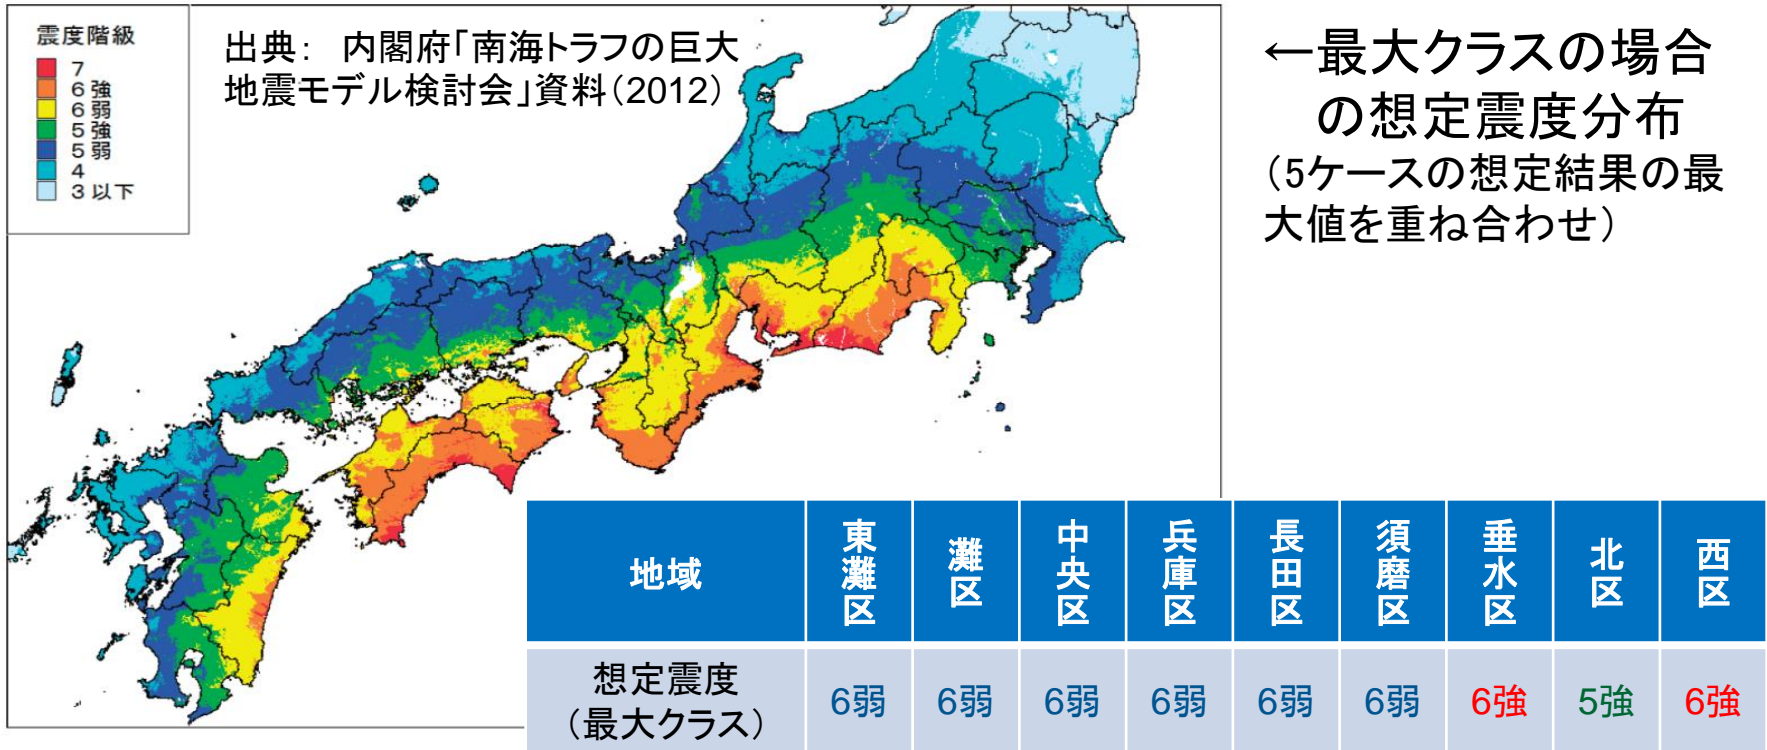 震度階級
7
6強
6弱
5強
5弱
4
3以下
出典： 内閣府「南海トラフの巨大
地震モデル検討会」資料（2012）
←最大クラスの場合
の想定震度分布
（5ケースの想定結果の最
大値を重ね合わせ）
地域 東灘区 灘区 中央区 兵庫区 長田区 須磨区 垂水区 北区 西区
想定震度
（最大クラス） 6弱 6弱 6弱 6弱 6弱 6弱 6強 5強 6強